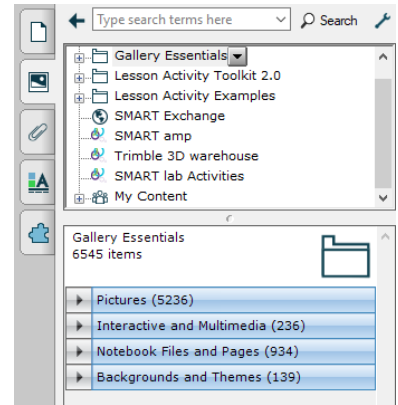 Type search terms here
Search
Gallery Essentials
Lesson Activity Toolkit 2.0
Lesson Activity Examples
SMART Exchange
SMART amp
Trimble 3D warehouse
SMART lab Activities
My Content
Gallery Essentials
6545 items
Pictures (5236)
Interactive and Multimedia (236)
Notebook Files and Pages (934)
Backgrounds and Themes (139)